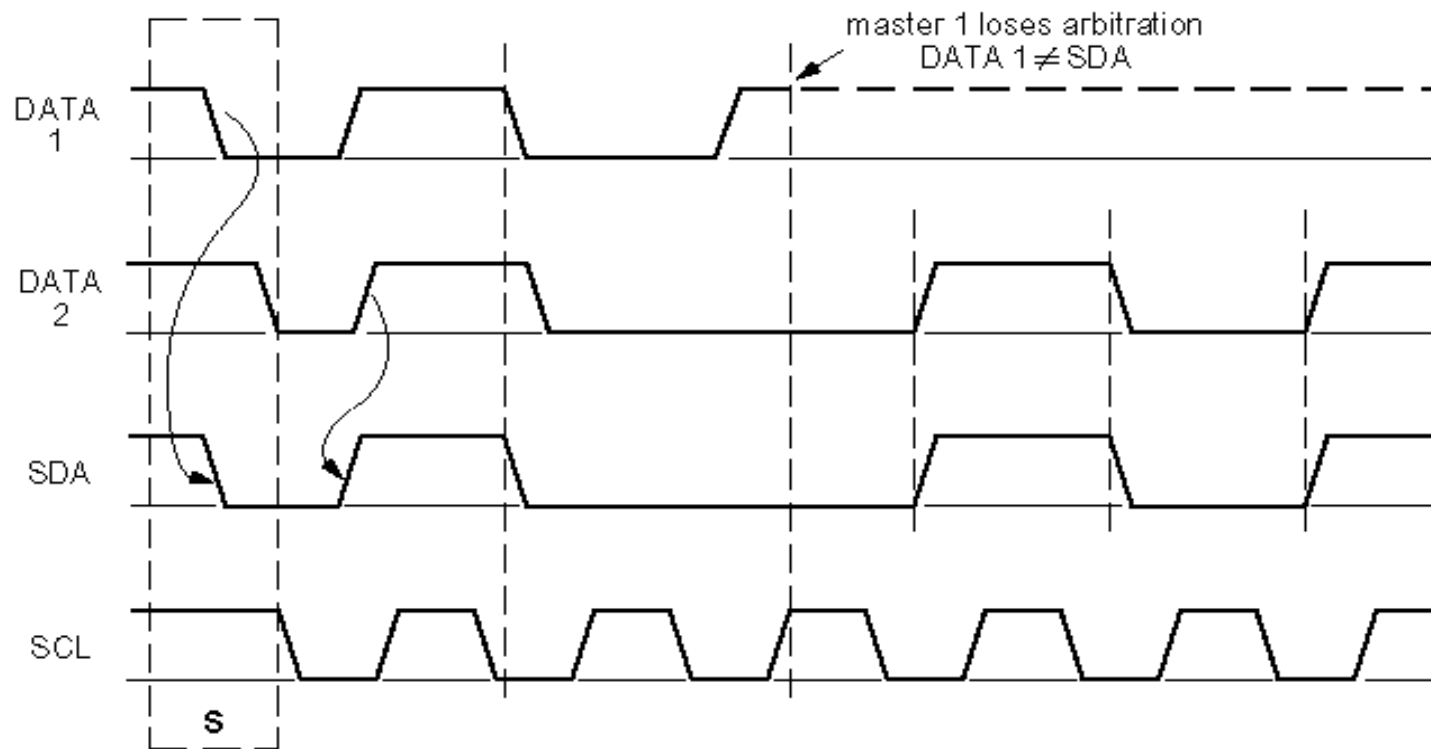 master 1 loses arbitration
DATA 1≠SDA
DATA
1
DATA
2
SDA
SCL
S